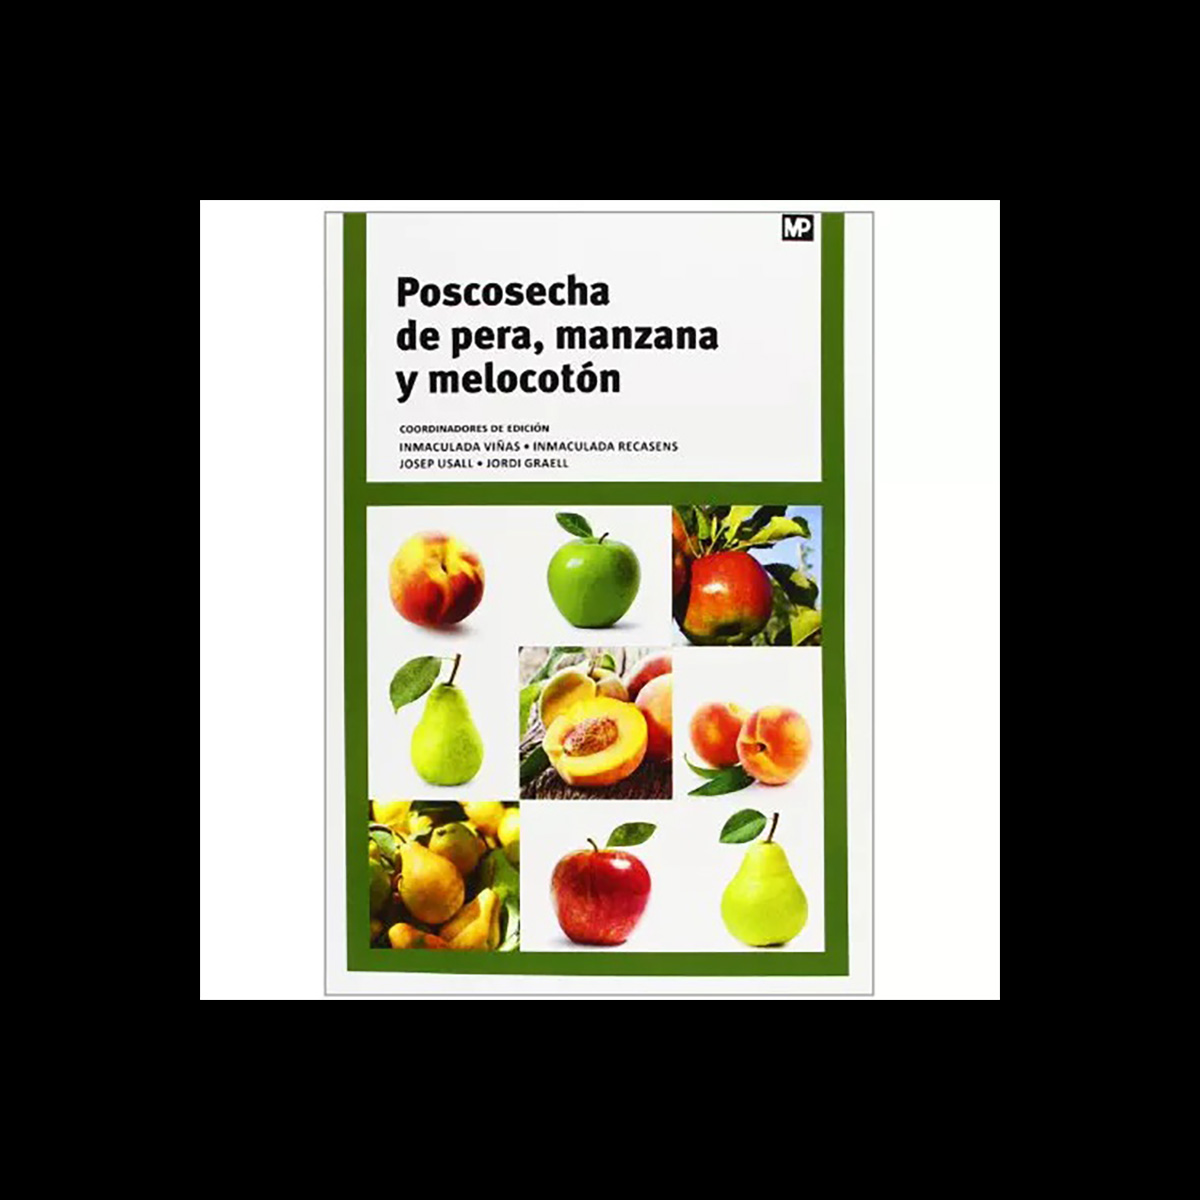 MP
Poscosecha
de pera, manzana
y melocotón
COORDINADORES DE EDICIÓN
INMACULADA VIÑAS • INMACULADA RECASENS
JOSEP USALL • JORDI GRAELL